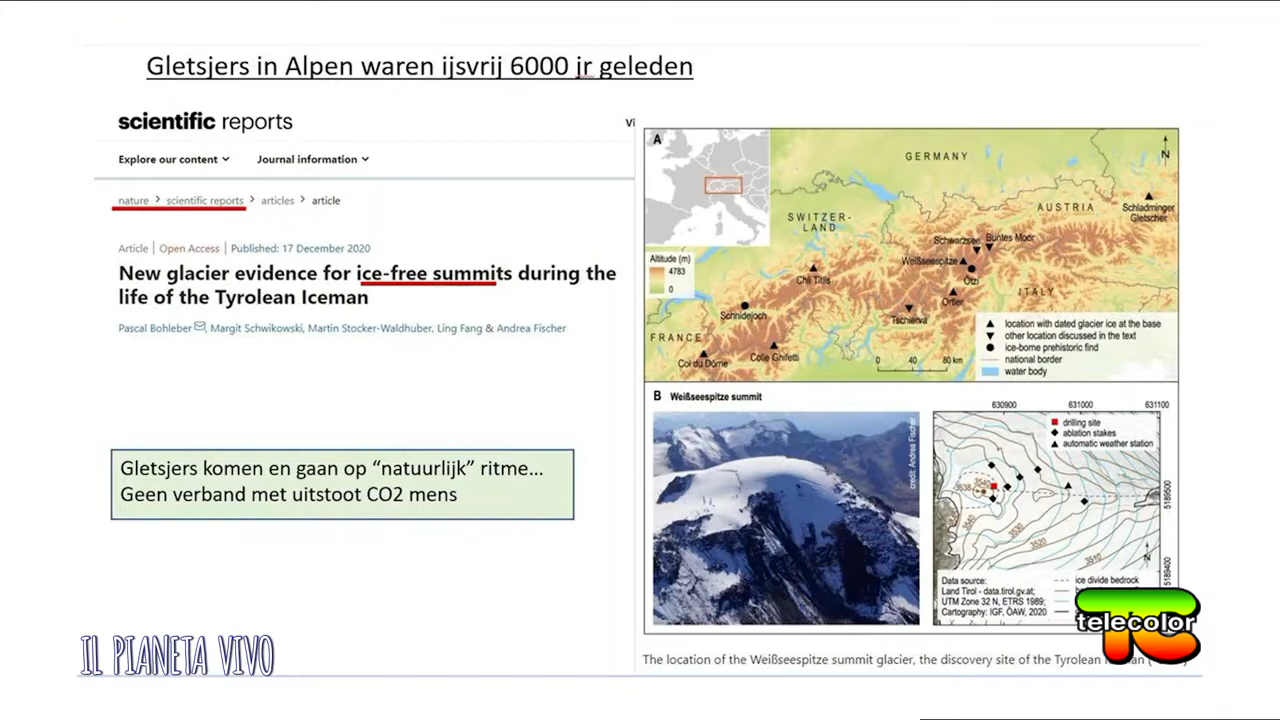 Gletsjers in Alpen waren ijsvrij 6000 jr geleden
scientific reports
Vi
Explore our content
Journal information
nature > scientific reports > articles > article
Article | Open Access | Published: 17 December 2020
New glacier evidence for ice-free summits during the
life of the Tyrolean Iceman
Pascal Bohleber, Margit Schwikowski, Martin Stocker-Waldhuber, Ling Fang & Andrea Fischer
Gletsjers komen en gaan op “natuurlijk” ritme…
Geen verband met uitstoot CO2 mens
IL PIANETA VIVO
A
N
GERMANY
AUSTRIA
Schladminger
Gletscher
SWITZER-
LAND
Schwarzsee
Buntes Moor
Weißseespitze
Ötzi
Altitude (m)
4783
0
Chli Titlis
ITALY
Ortler
Schnidejoch
Tschierva
FRANCE
Colle Gnifetti
Col du Dôme
0 40 80 km
location with dated glacier ice at the base
other location discussed in the text
ice-borne prehistoric find
national border
water body
B Weißseespitze summit
credit: Andrea Fischer
630900 631000 631100
drilling site
ablation stakes
automatic weather station
3538
3540
3530
3520
3510
5189500
5189400
N
Data source:
Land Tirol - data.tirol.gv.at;
UTM Zone 32 N, ETRS 1989;
Cartography: IGF, ÖAW, 2020
ice divide bedrock
telecolor
The location of the Weißseespitze summit glacier, the discovery site of the Tyrolean